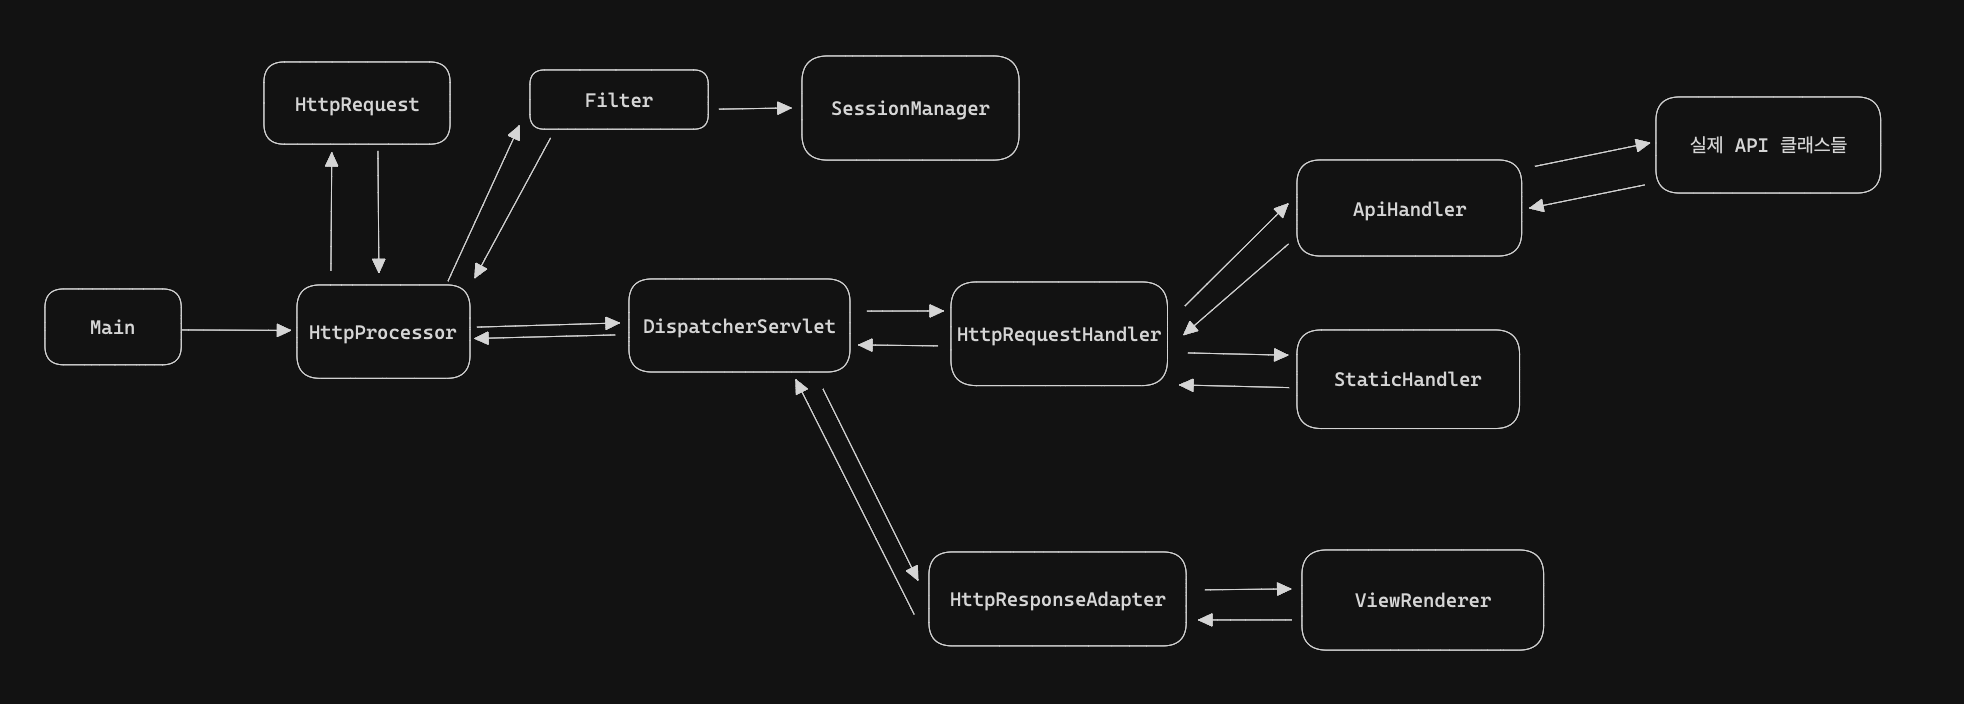 HttpRequest
Filter
SessionManager
실제 API 클래스들
ApiHandler
Main
HttpProcessor
DispatcherServlet
HttpRequestHandler
StaticHandler
HttpResponseAdapter
ViewRenderer